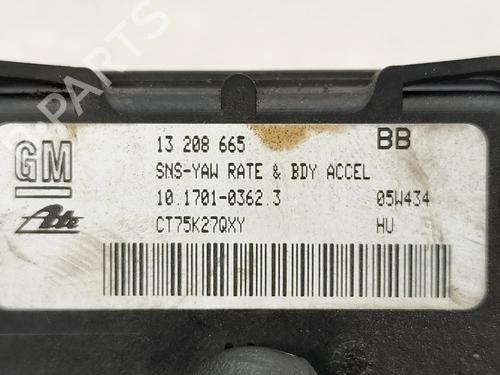 B-PARTS
GM
13 208 665 BB
SNS-YAW RATE & BDY ACCEL
10.1701-0362.3 05W434
Ate
CT75K27QXY HU